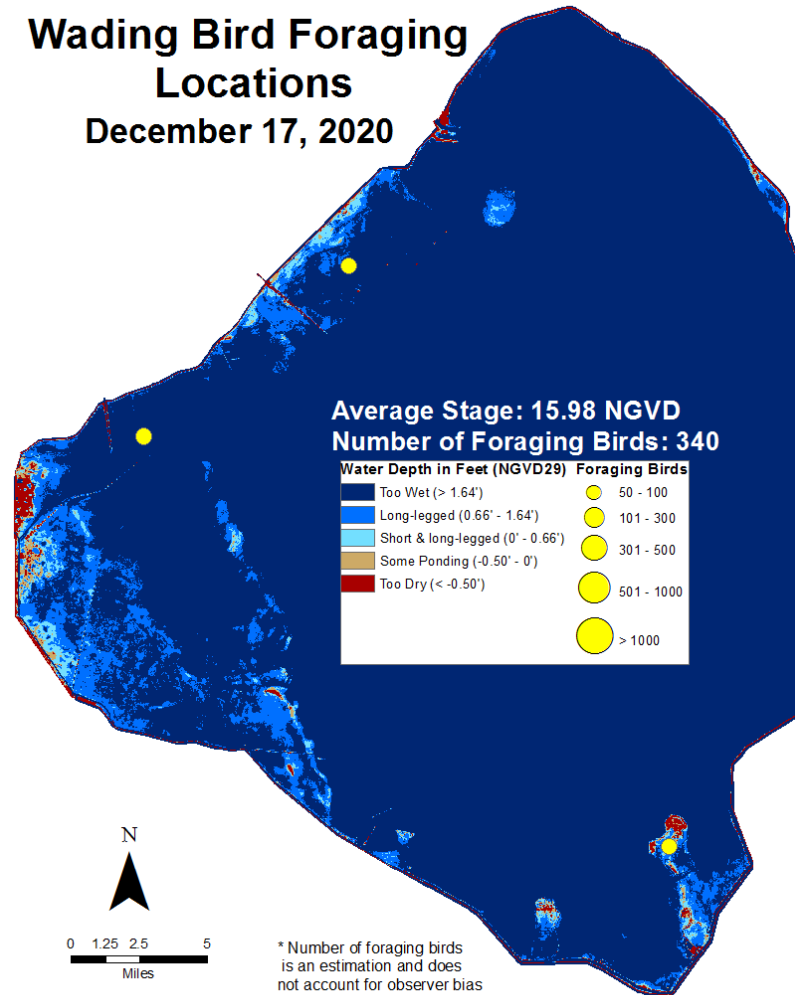 Wading Bird Foraging
Locations
December 17, 2020
Average Stage: 15.98 NGVD
Number of Foraging Birds: 340
Water Depth in Feet (NGVD29) Foraging Birds
Too Wet (> 1.64')
Long-legged (0.66' - 1.64')
Short & long-legged (0' - 0.66')
Some Ponding (-0.50' - 0')
Too Dry (< -0.50')
50 - 100
101 - 300
301 - 500
501 - 1000
> 1000
N
0 1.25 2.5 5
Miles
* Number of foraging birds
is an estimation and does
not account for observer bias